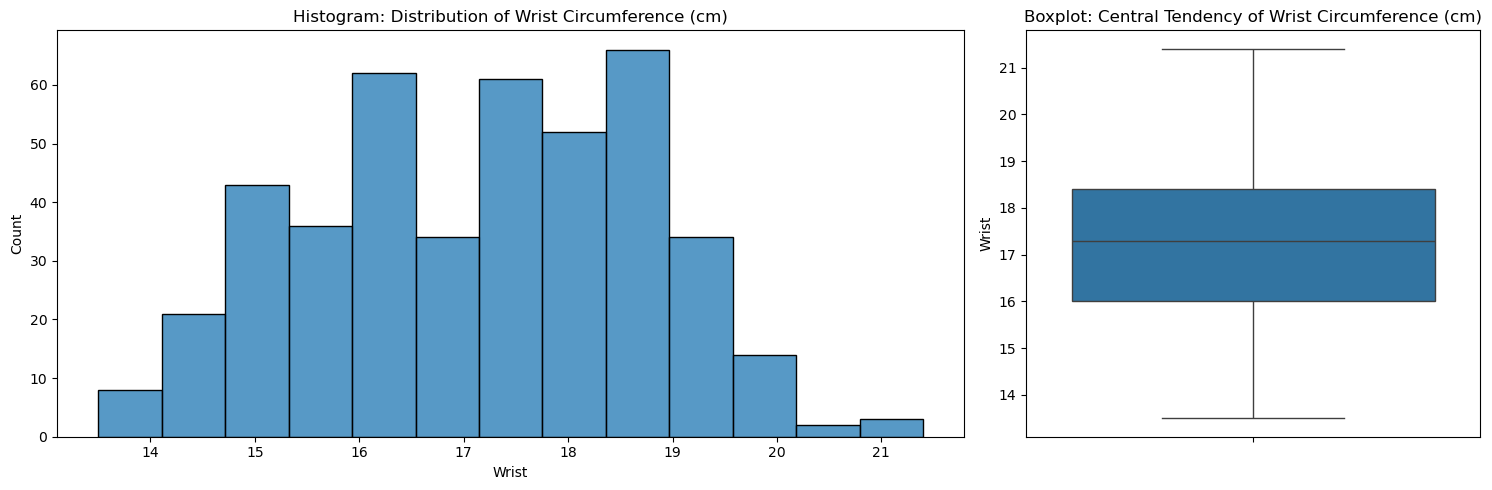 Histogram: Distribution of Wrist Circumference (cm)
Count
60
50
40
30
20
10
0
14 15 16 17 18 19 20 21
Wrist
Boxplot: Central Tendency of Wrist Circumference (cm)
Wrist
21
20
19
18
17
16
15
14